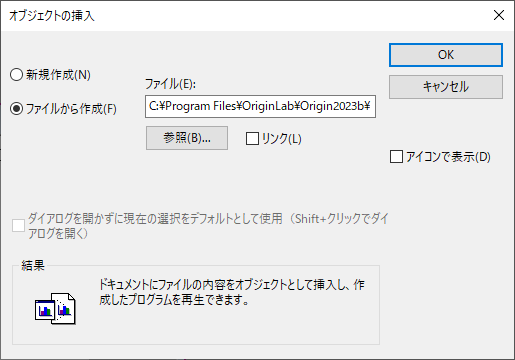 オブジェクトの挿入
OK
新規作成(N)
ファイル(E):
キャンセル
ファイルから作成(F)
C:¥Program Files¥OriginLab¥Origin2023b¥
参照(B)...
リンク(L)
アイコンで表示(D)
ダイアログを開かずに現在の選択をデフォルトとして使用 (Shift+クリックでダイ
アログを開く)
結果
ドキュメントにファイルの内容をオブジェクトとして挿入し、作
成したプログラムを再生できます。